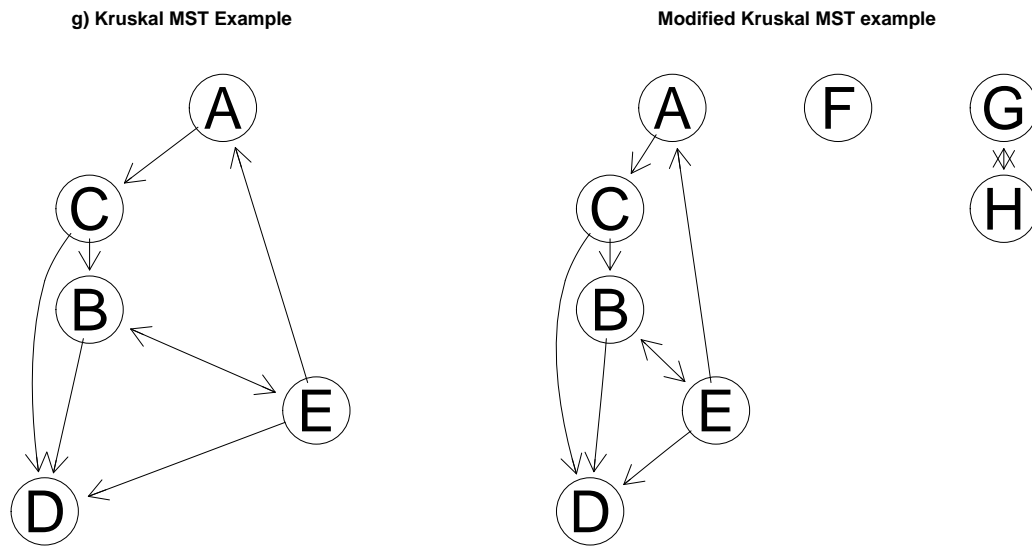 g) Kruskal MST Example
A
C
B
E
D
Modified Kruskal MST example
A
F
G
C
H
B
E
D